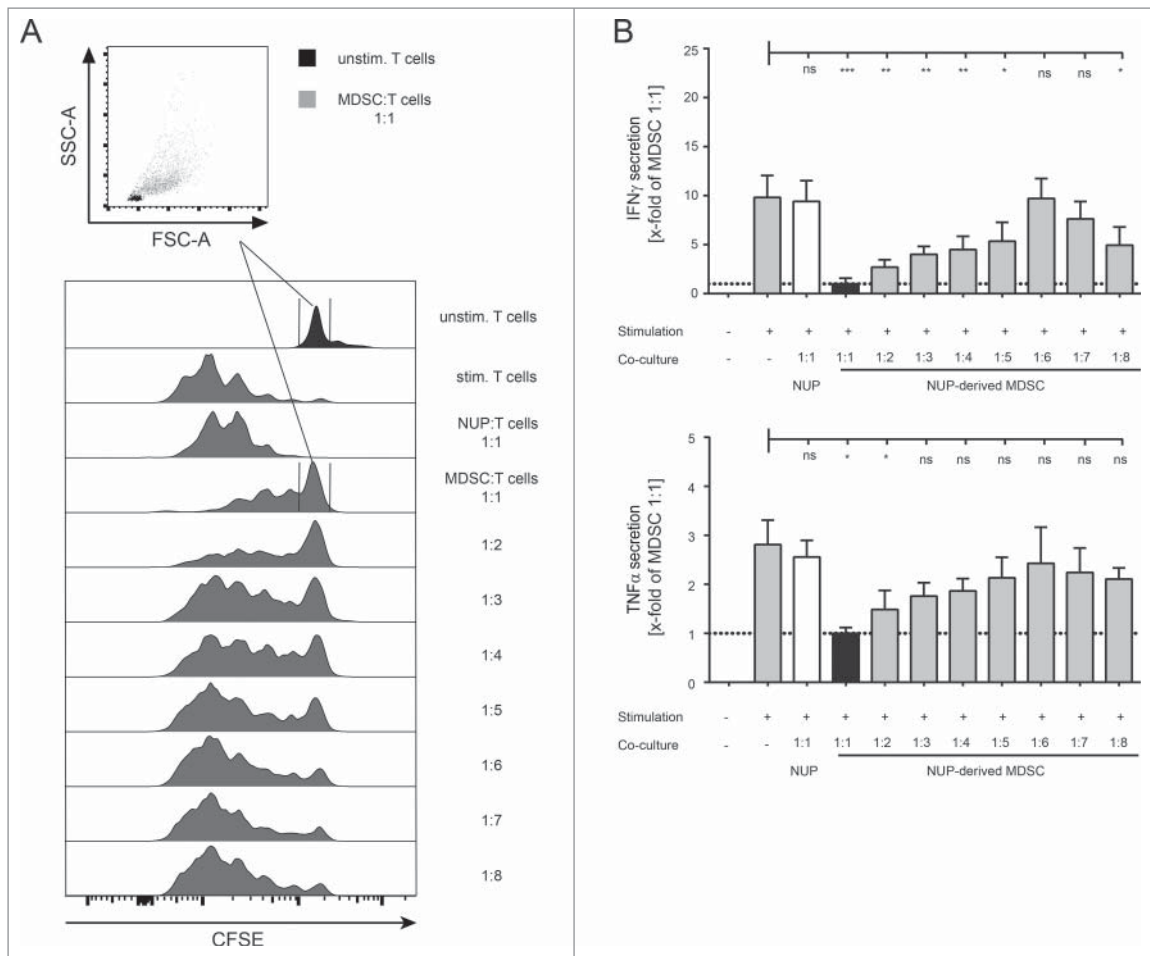 A
SSC-A
FSC-A
unstim. T cells
MDSC:T cells
1:1
unstim. T cells
stim. T cells
NUP:T cells
1:1
MDSC:T cells
1:1
1:2
1:3
1:4
1:5
1:6
1:7
1:8
CFSE
B
IFNγ secretion
[x-fold of MDSC 1:1]
25
20
15
10
5
0
ns *** ** ** ** * ns ns *
Stimulation - + + + + + + + + + +
Co-culture - - 1:1 1:1 1:2 1:3 1:4 1:5 1:6 1:7 1:8
NUP NUP-derived MDSC
TNFα secretion
[x-fold of MDSC 1:1]
5
4
3
2
1
0
ns * * ns ns ns ns ns ns
Stimulation - + + + + + + + + + +
Co-culture - - 1:1 1:1 1:2 1:3 1:4 1:5 1:6 1:7 1:8
NUP NUP-derived MDSC